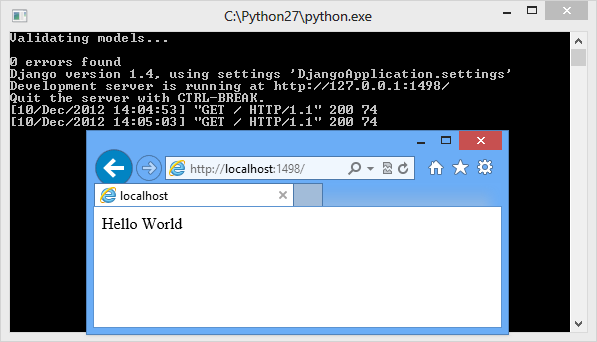 C:\Python27\python.exe
Validating models...
0 errors found
Django version 1.4, using settings 'DjangoApplication.settings'
Development server is running at http://127.0.0.1:1498/
Quit the server with CTRL-BREAK.
[10/Dec/2012 14:04:53] "GET / HTTP/1.1" 200 74
[10/Dec/2012 14:05:03] "GET / HTTP/1.1" 200 74
http://localhost:1498/
localhost
Hello World